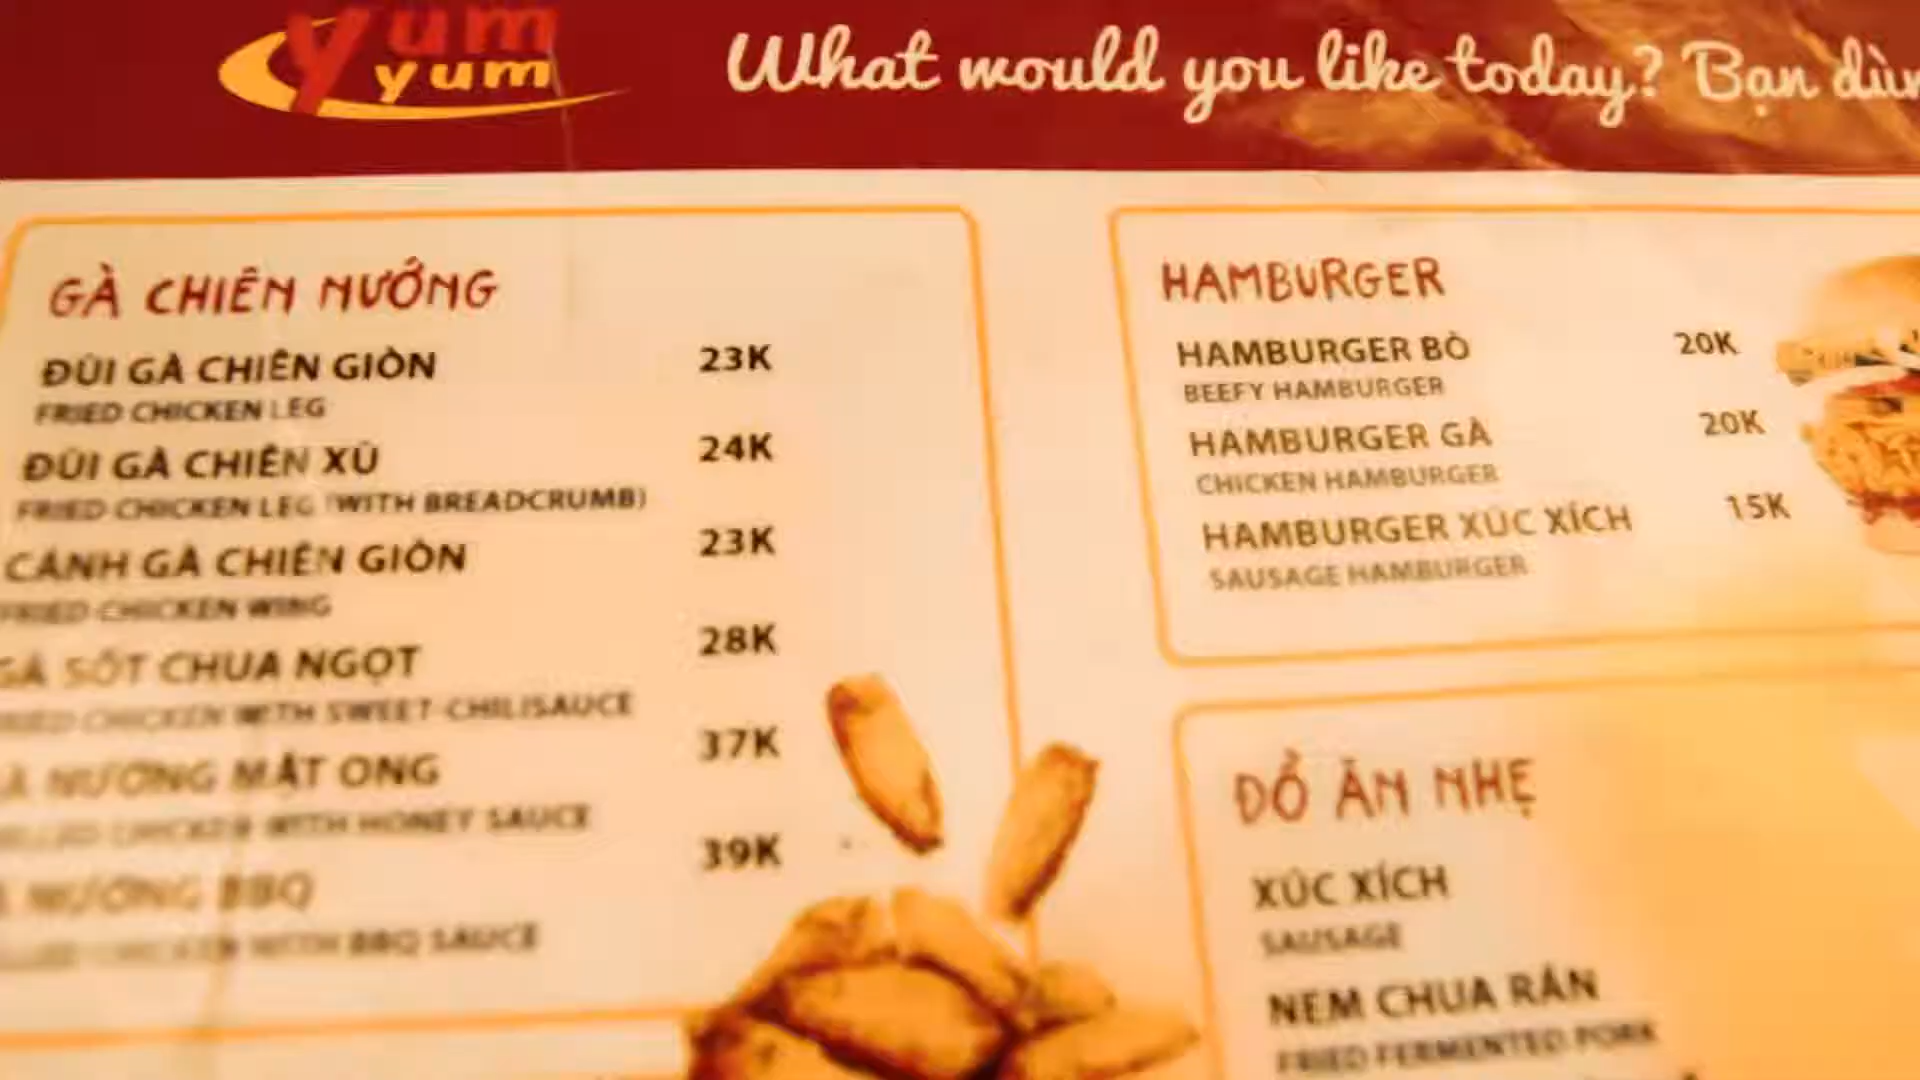 yum
yum
What would you like today? Bạn dùn
GÀ CHIÊN NƯỚNG
ĐÙI GÀ CHIÊN GIÒN 23K
FRIED CHICKEN LEG
ĐÙI GÀ CHIÊN XÙ 24K
FRIED CHICKEN LEG (WITH BREADCRUMB)
CÁNH GÀ CHIÊN GIÒN 23K
FRIED CHICKEN WING
GÀ SỐT CHUA NGỌT 28K
FRIED CHICKEN WITH SWEET CHILISAUCE
NƯỚNG MẬT ONG 37K
CHICKEN WITH HONEY SAUCE
NƯỚNG BBQ 39K
CHICKEN WITH BBQ SAUCE
HAMBURGER
HAMBURGER BÒ 20K
BEEFY HAMBURGER
HAMBURGER GÀ 20K
CHICKEN HAMBURGER
HAMBURGER XÚC XÍCH 15K
SAUSAGE HAMBURGER
ĐỒ ĂN NHẸ
XÚC XÍCH
SAUSAGE
NEM CHUA RÁN
FRIED FERMENTED PORK